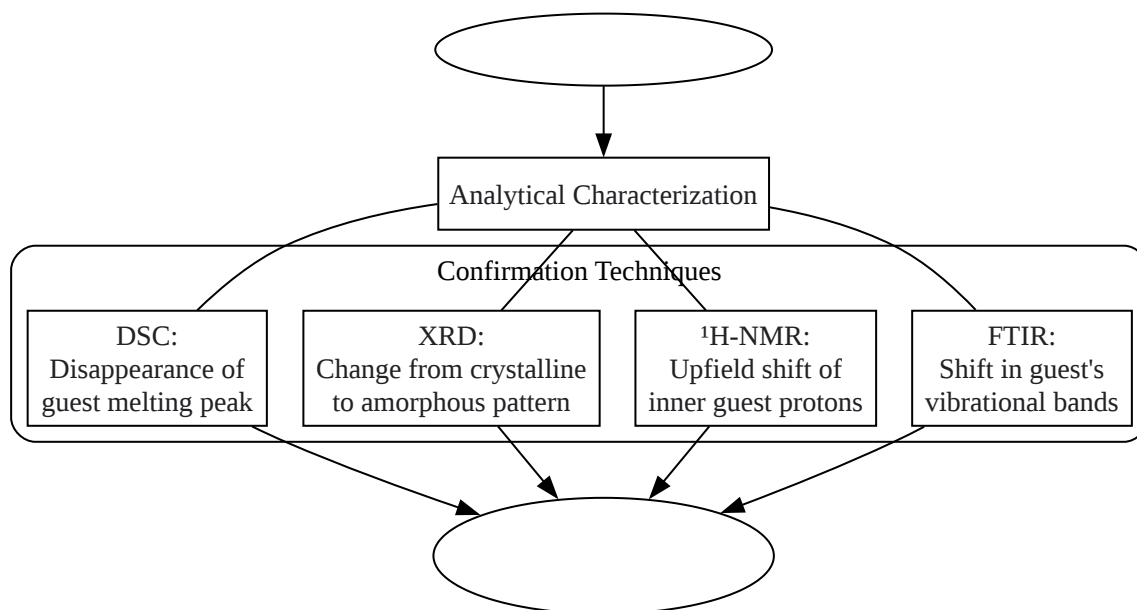 Analytical Characterization
Confirmation Techniques
DSC:
Disappearance of
guest melting peak
XRD:
Change from crystalline
to amorphous pattern
¹H-NMR:
Upfield shift of
inner guest protons
FTIR:
Shift in guest's
vibrational bands